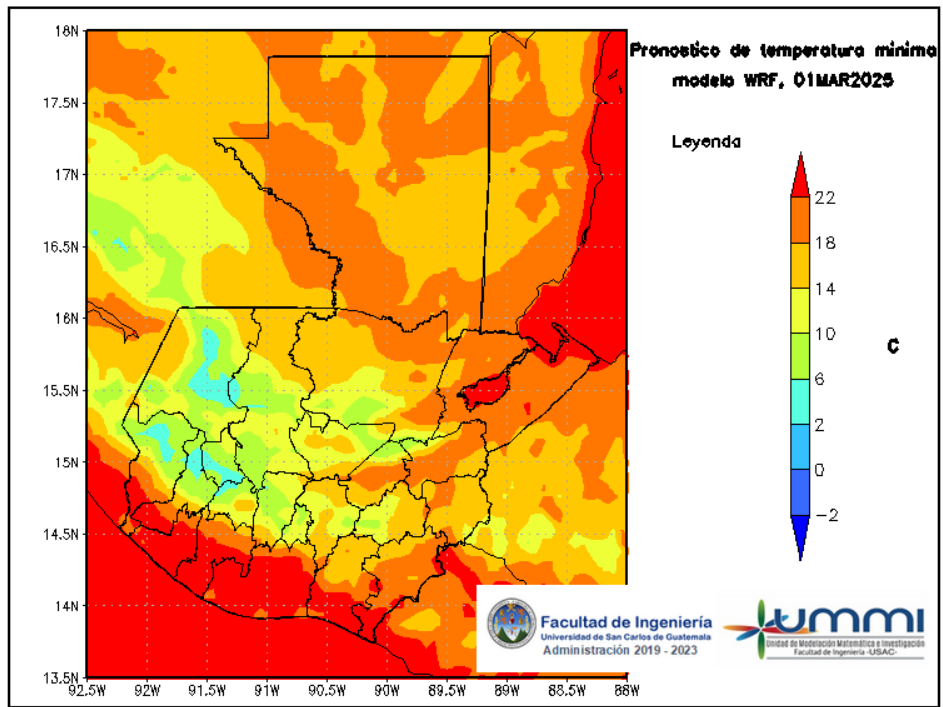 Pronostico de temperatura minima
modelo WRF, 01MAR2025
Leyenda
22
18
14
10
6
2
0
−2
C
18N
17.5N
17N
16.5N
16N
15.5N
15N
14.5N
14N
13.5N
92.5W
92W
91.5W
91W
90.5W
90W
89.5W
89W
88.5W
88W
Facultad de Ingeniería
Universidad de San Carlos de Guatemala
Administración 2019 - 2023
ummi
Unidad de Modelación Matemática e Investigación
Facultad de Ingeniería -USAC-